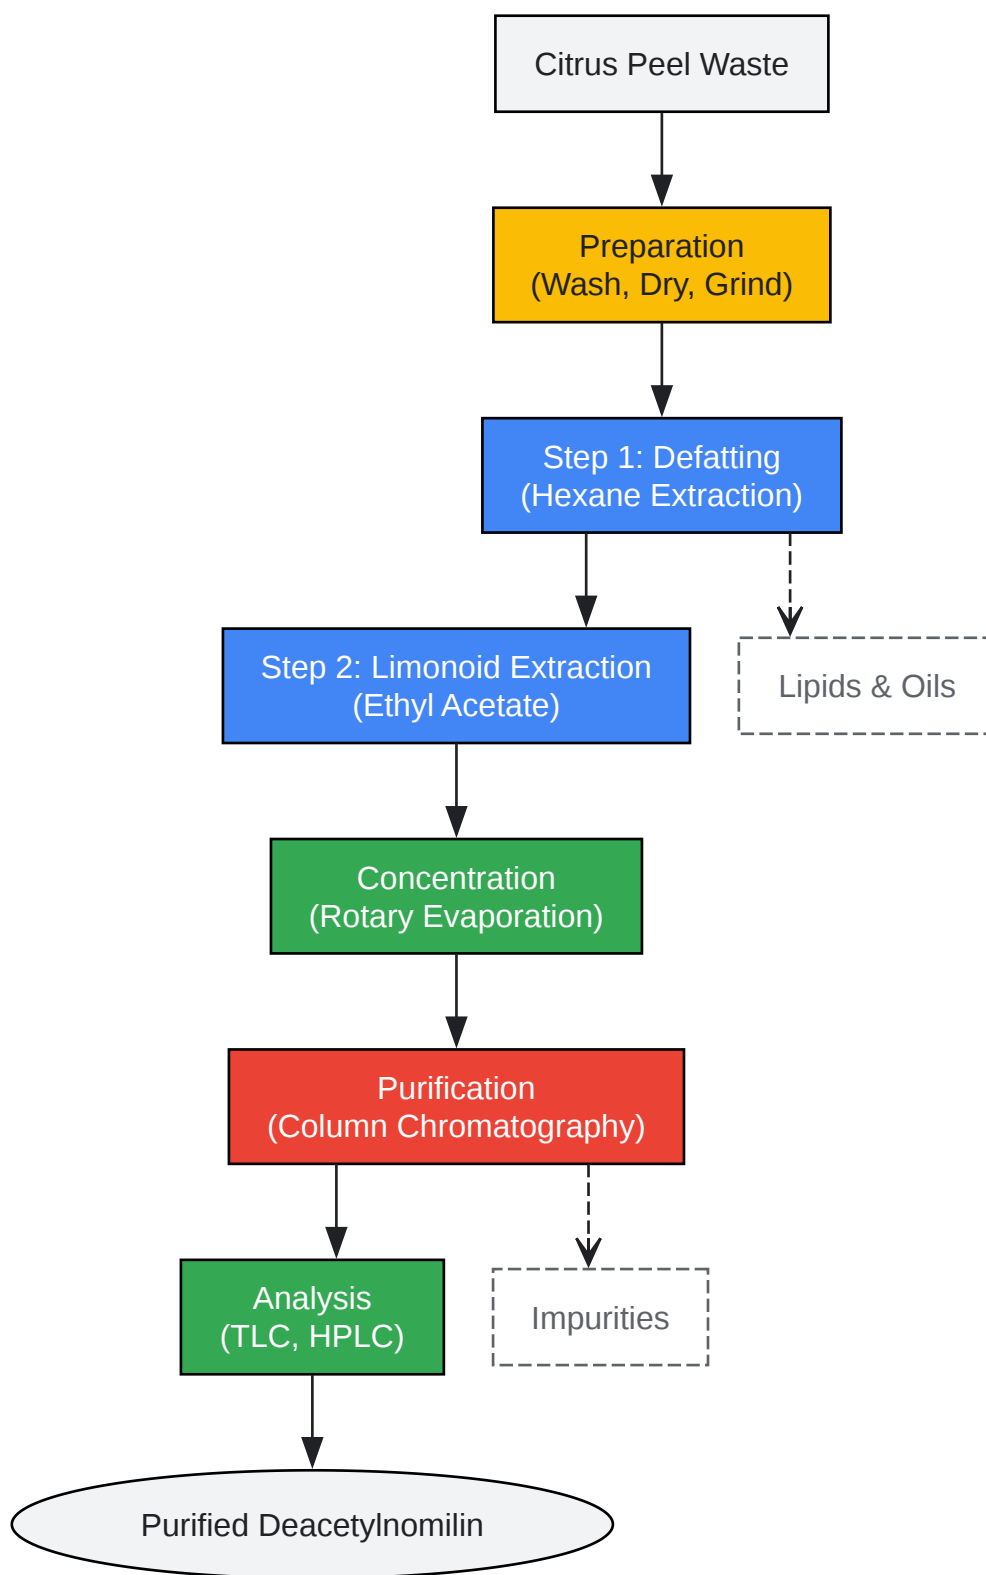 Citrus Peel Waste
Preparation
(Wash, Dry, Grind)
Step 1: Defatting
(Hexane Extraction)
Step 2: Limonoid Extraction
(Ethyl Acetate)
Lipids & Oils
Concentration
(Rotary Evaporation)
Purification
(Column Chromatography)
Analysis
(TLC, HPLC)
Impurities
Purified Deacetylnomilin